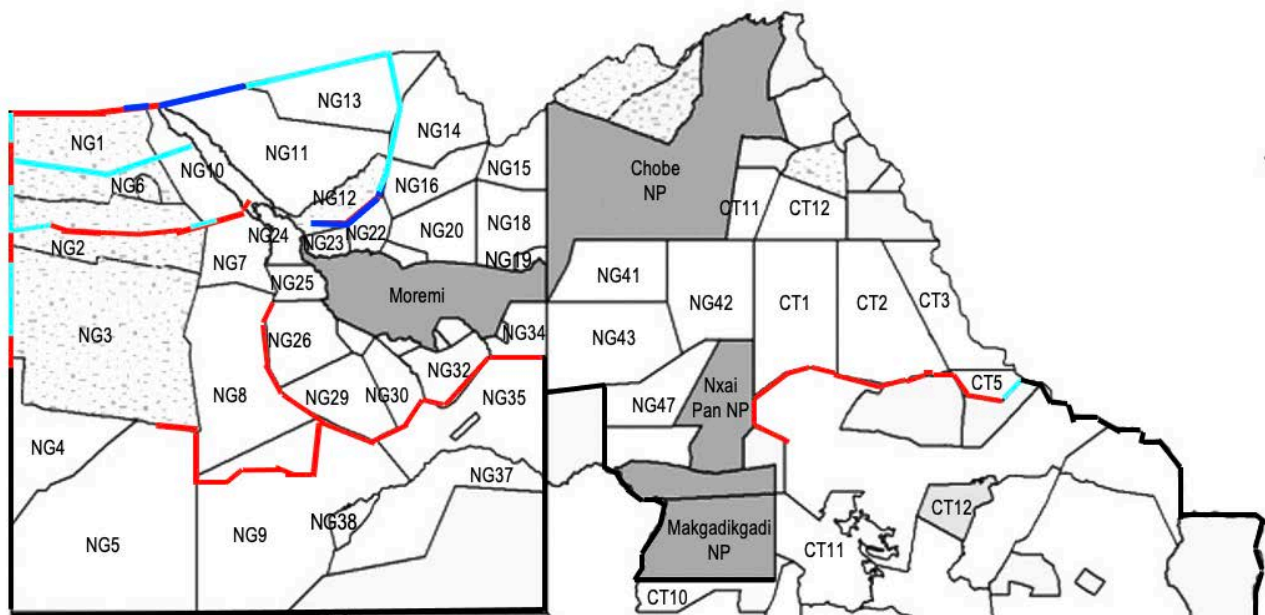 NG13
NG1
NG11
NG14
NG10
NG15
Chobe
NP
NG6
NG16
NG12
CT11
CT12
NG20
NG18
NG24
NG23
NG22
NG2
NG7
NG19
NG25
NG41
Moremi
NG42
CT1
CT2
CT3
NG3
NG26
NG34
NG43
NG32
Nxai
Pan NP
CT5
NG8
NG29
NG30
NG35
NG47
NG4
NG37
CT12
NG38
Makgadikgadi
NP
NG5
NG9
CT11
CT10